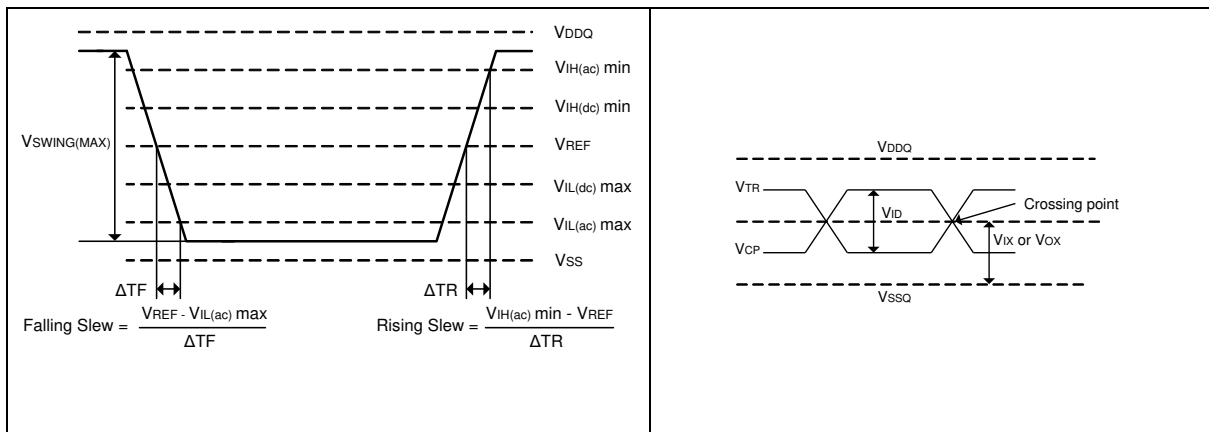 VDDQ
VIH(ac) min
VIH(dc) min
VSWING(MAX)
VREF
VIL(dc) max
VIL(ac) max
VSS
ΔTF
ΔTR
Falling Slew = VREF - VIL(ac) max
ΔTF
Rising Slew = VIH(ac) min - VREF
ΔTR
VDDQ
VTR
VID
Crossing point
VIX or VOX
VCP
VSSQ